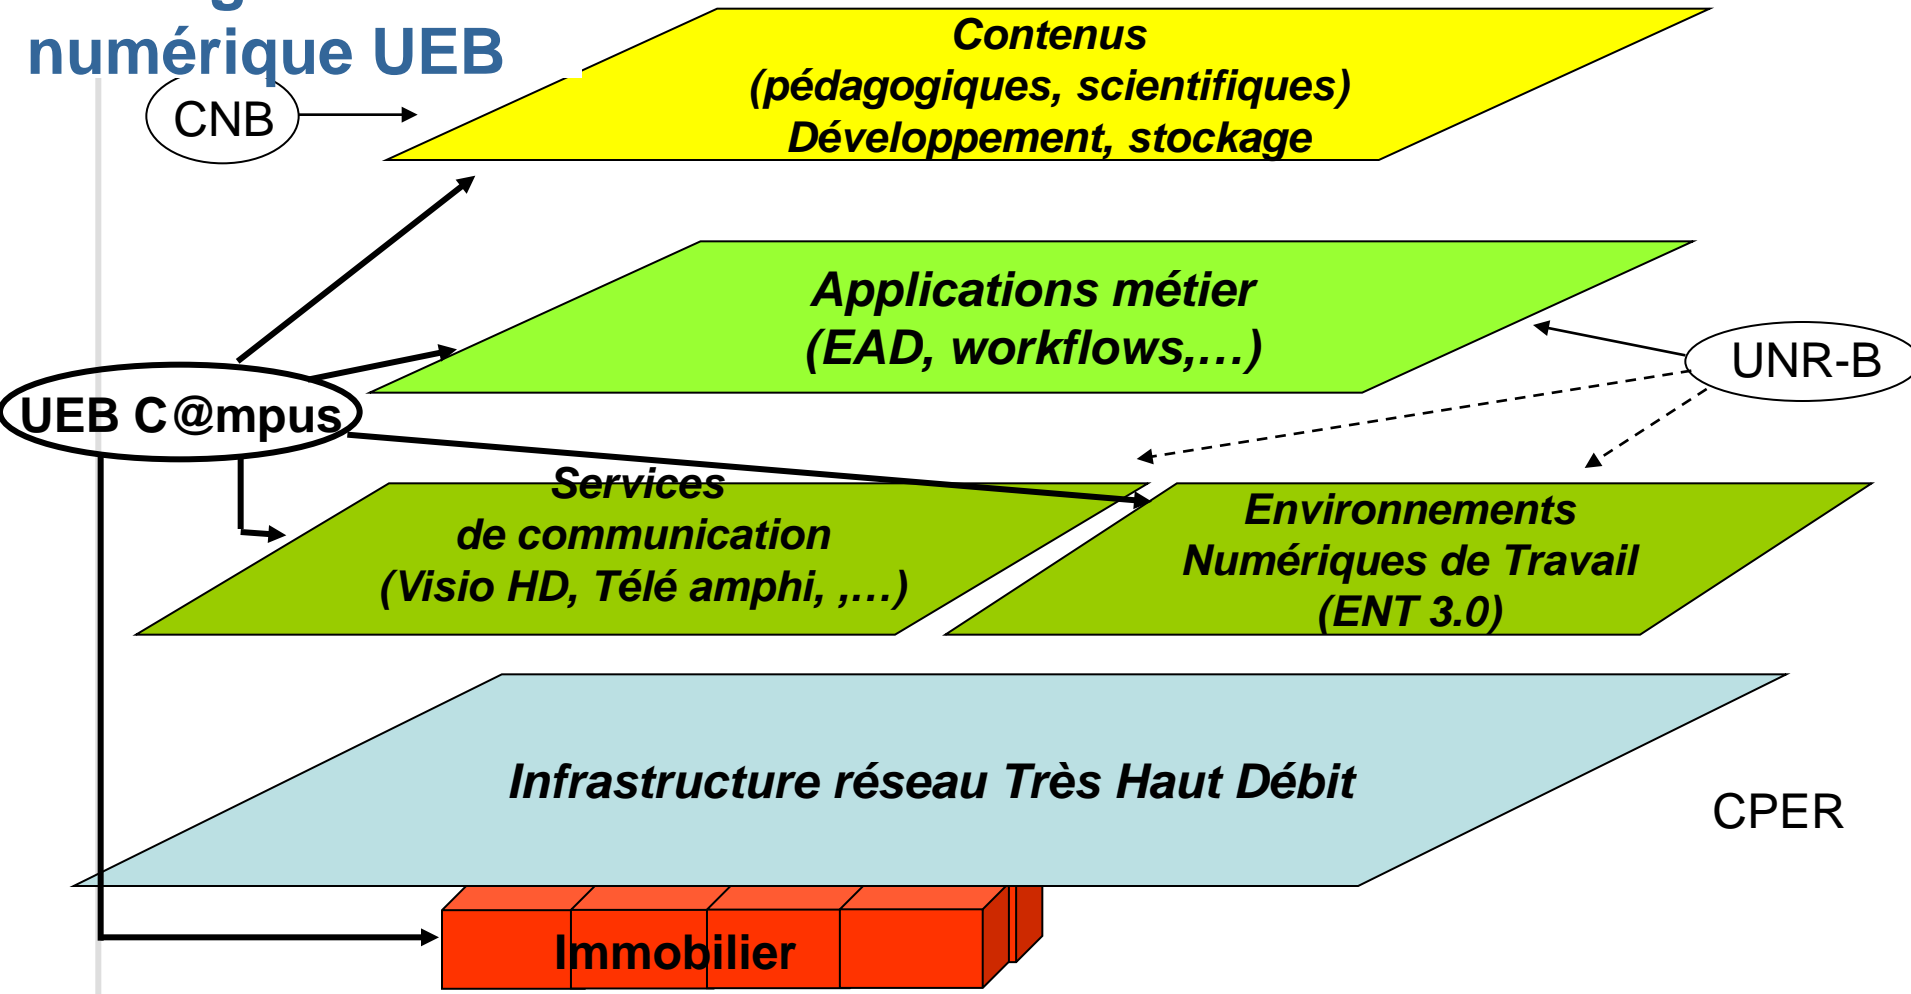 numérique UEB
Contenus
(pédagogiques, scientifiques)
Développement, stockage
CNB
Applications métier
(EAD, workflows,...)
UNR-B
UEB C@mpus
Services
de communication
(Visio HD, Télé amphi, ,...)
Environnements
Numériques de Travail
(ENT 3.0)
Infrastructure réseau Très Haut Débit
CPER
Immobilier